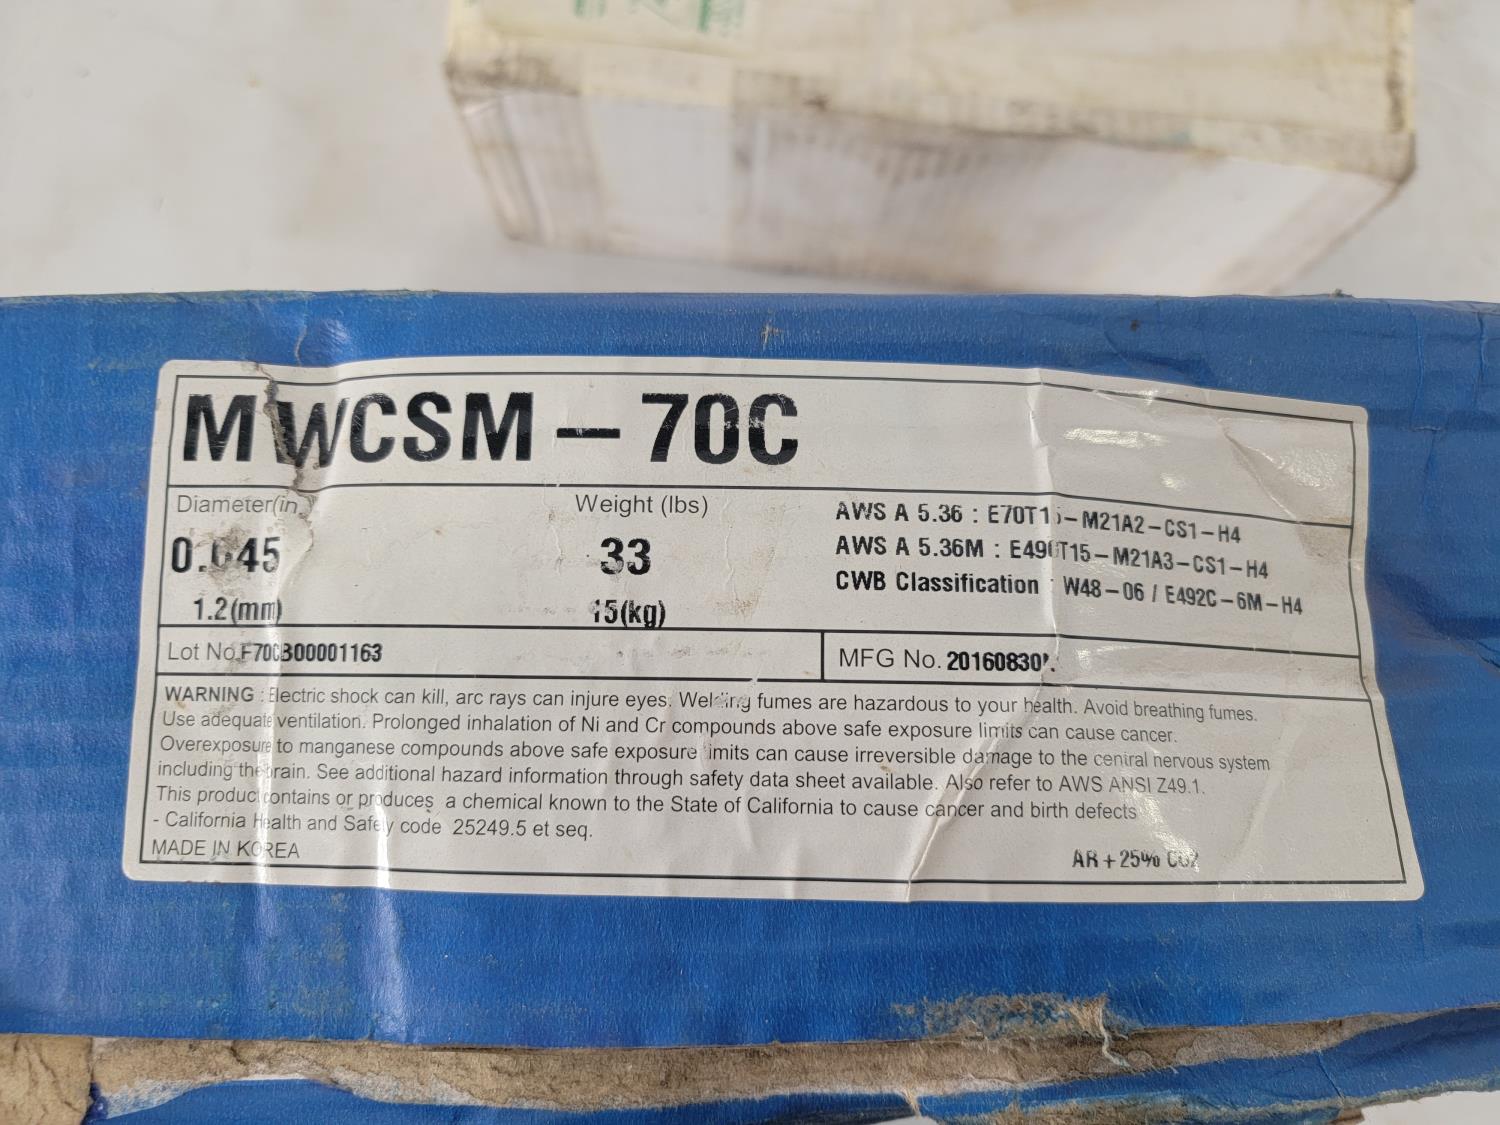 MWCSM-70C
Diameter(in.)
Weight (lbs)
0.045
33
1.2(mm)
15(kg)
AWS A 5.36 : E70T15-M21A2-CS1-H4
AWS A 5.36M : E490T15-M21A3-CS1-H4
CWB Classification : W48-06 / E492C-6M-H4
Lot No.F70CB00001163
MFG No.
WARNING : Electric shock can kill, arc rays can injure eyes. Welding fumes are hazardous to your health. Avoid breathing fumes.
Use adequate ventilation. Prolonged inhalation of Ni and Cr compounds above safe exposure limits can cause cancer.
Overexposure to manganese compounds above safe exposure limits can cause irreversible damage to the central nervous system
including the brain. See additional hazard information through safety data sheet available. Also refer to AWS ANSI Z49.1.
This product contains or produces a chemical known to the State of California to cause cancer and birth defects
- California Health and Safety code 25249.5 et seq.
MADE IN KOREA
AR + 25% CO2